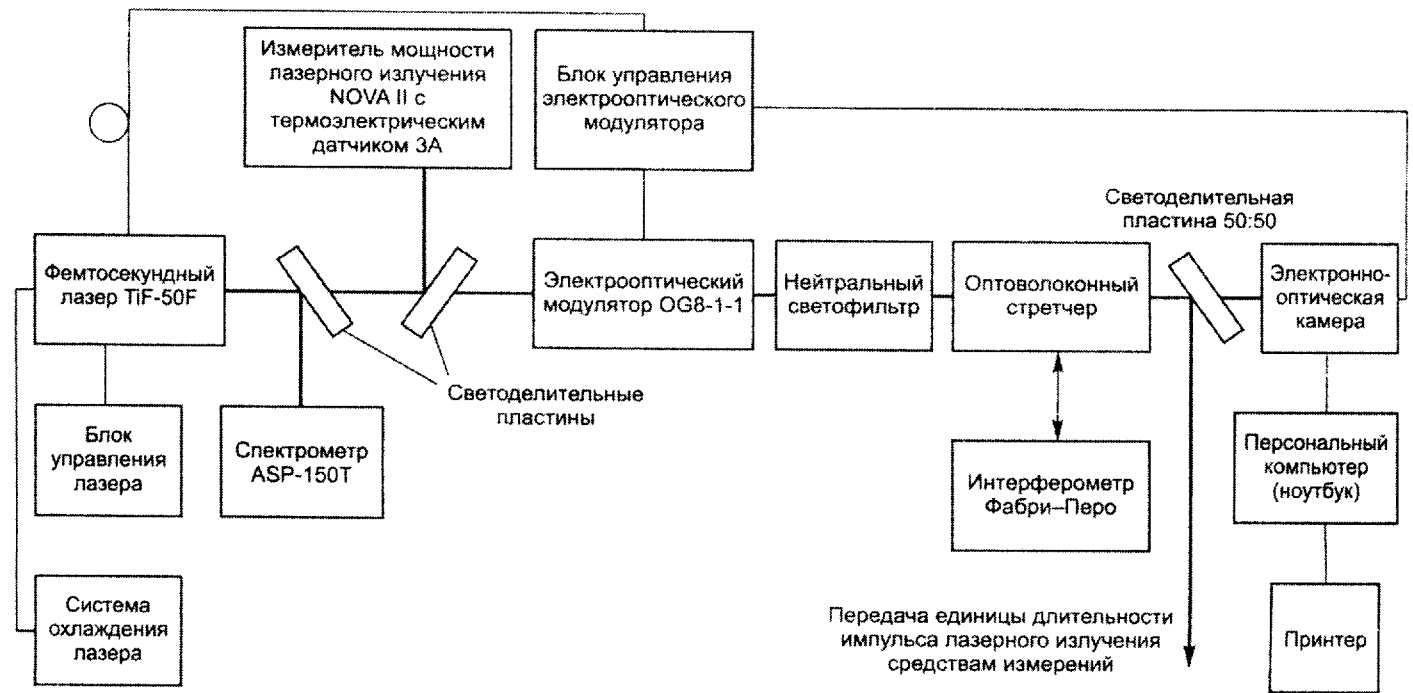 Измеритель мощности
лазерного излучения
NOVA II с
термоэлектрическим
датчиком 3А
Блок управления
электрооптического
модулятора
Светоделительная
пластина 50:50
Фемтосекундный
лазер TiF-50F
Электрооптический
модулятор OG8-1-1
Нейтральный
светофильтр
Оптоволоконный
стретчер
Электронно-
оптическая
камера
Светоделительные
пластины
Блок
управления
лазера
Спектрометр
ASP-150T
Интерферометр
Фабри–Перо
Персональный
компьютер
(ноутбук)
Система
охлаждения
лазера
Передача единицы длительности
импульса лазерного излучения
средствам измерений
Принтер